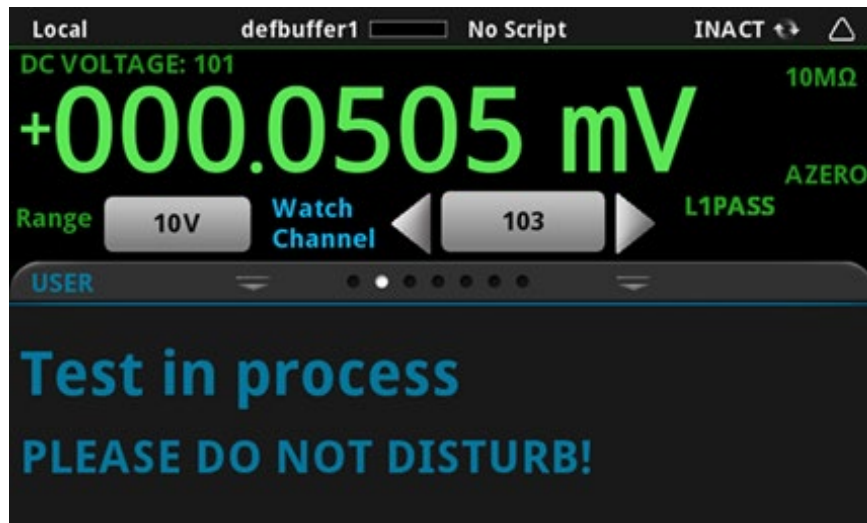 Local defbuffer1 No Script INACT
DC VOLTAGE: 101
10MΩ
+000.0505 mV
AZERO
Range 10V Watch Channel 103 L1PASS
USER
Test in process
PLEASE DO NOT DISTURB!